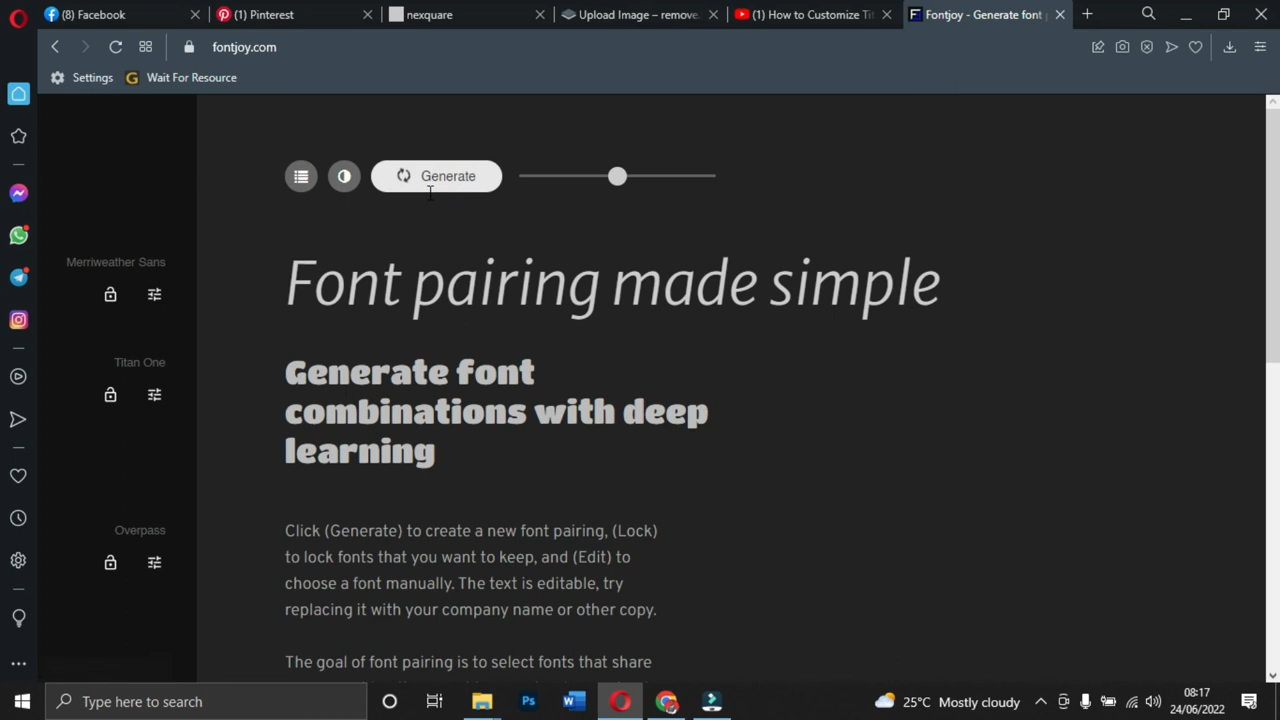 (8) Facebook
(1) Pinterest
nexquare
Upload Image – remove.
(1) How to Customize Tit
Fontjoy - Generate font
fontjoy.com
Settings
Wait For Resource
Generate
Merriweather Sans
Font pairing made simple
Titan One
Generate font
combinations with deep
learning
Overpass
Click (Generate) to create a new font pairing, (Lock)
to lock fonts that you want to keep, and (Edit) to
choose a font manually. The text is editable, try
replacing it with your company name or other copy.
The goal of font pairing is to select fonts that share
Type here to search
Ps
25°C Mostly cloudy
08:17
24/06/2022